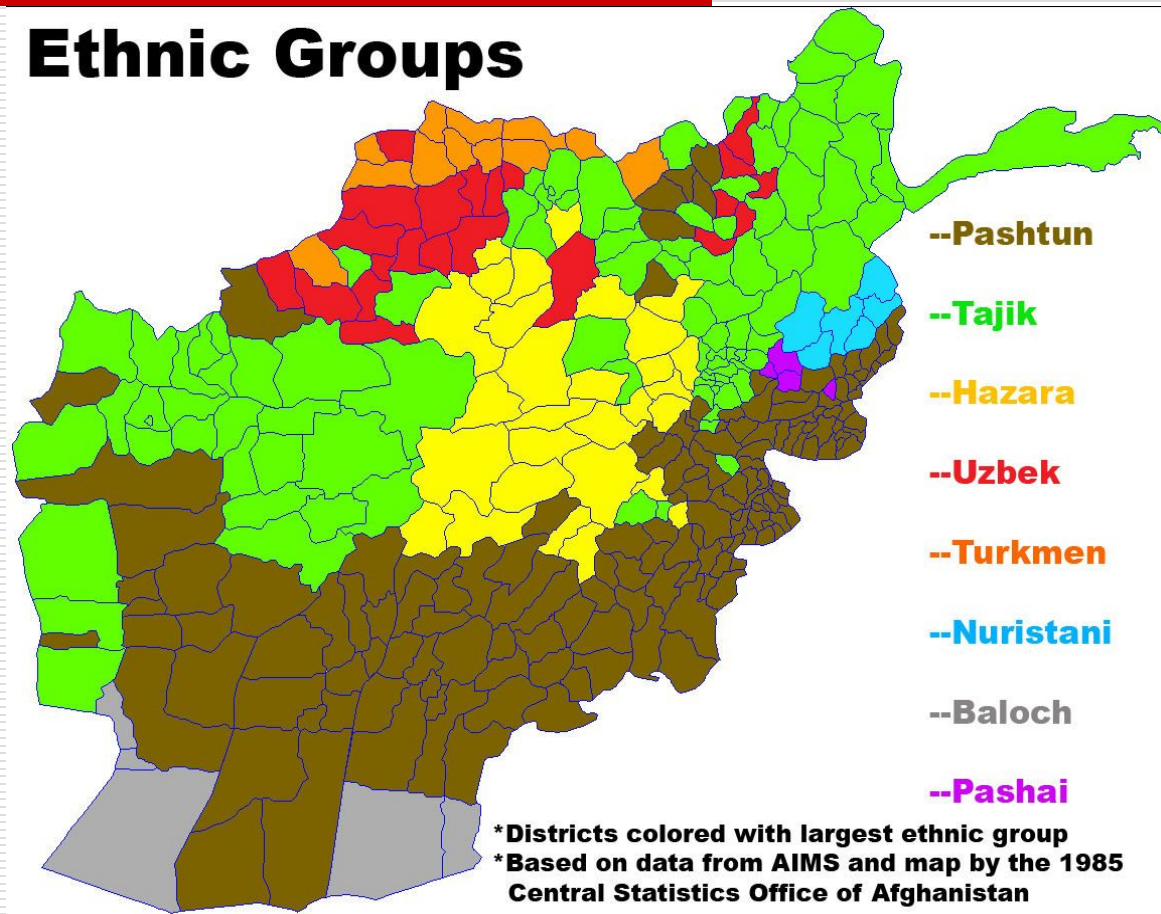 Ethnic Groups
--Pashtun
--Tajik
--Hazara
--Uzbek
--Turkmen
--Nuristani
--Baloch
--Pashai
*Districts colored with largest ethnic group
*Based on data from AIMS and map by the 1985
Central Statistics Office of Afghanistan